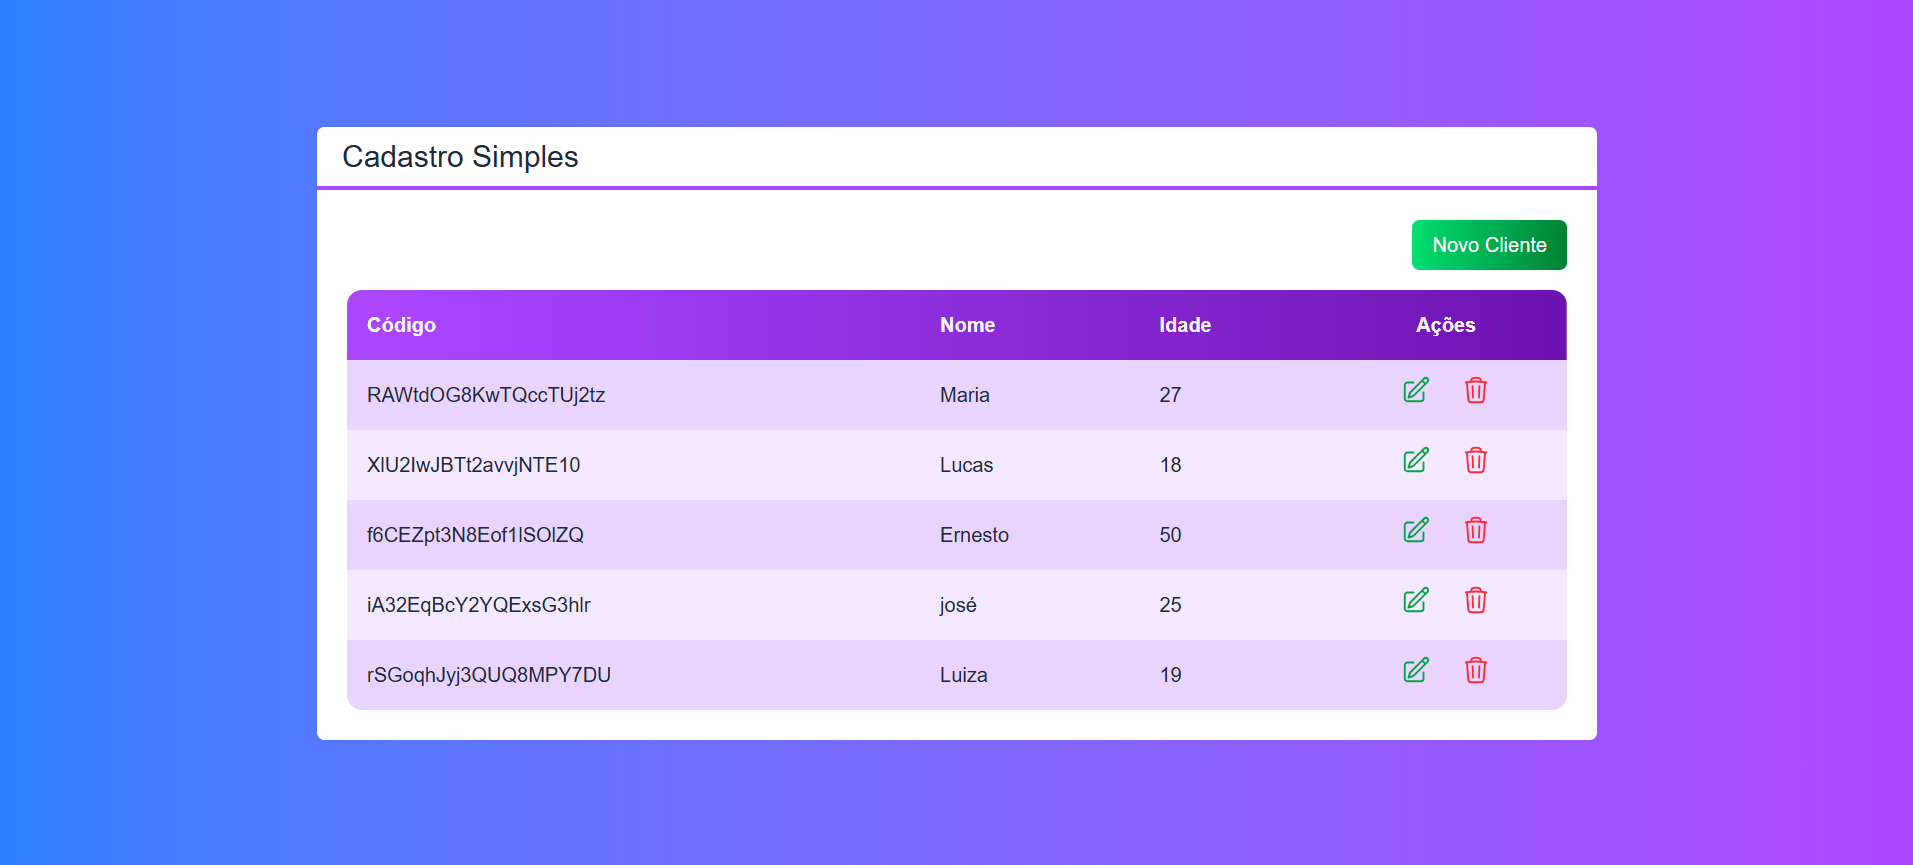 Cadastro Simples
Novo Cliente
Código Nome Idade Ações
RAWtdOG8KwTQccTUj2tz Maria 27
XlU2IwJBTt2avvjNTE10 Lucas 18
f6CEZpt3N8Eof1lSOlZQ Ernesto 50
iA32EqBcY2YQExsG3hlr josé 25
rSGoqhJyj3QUQ8MPY7DU Luiza 19